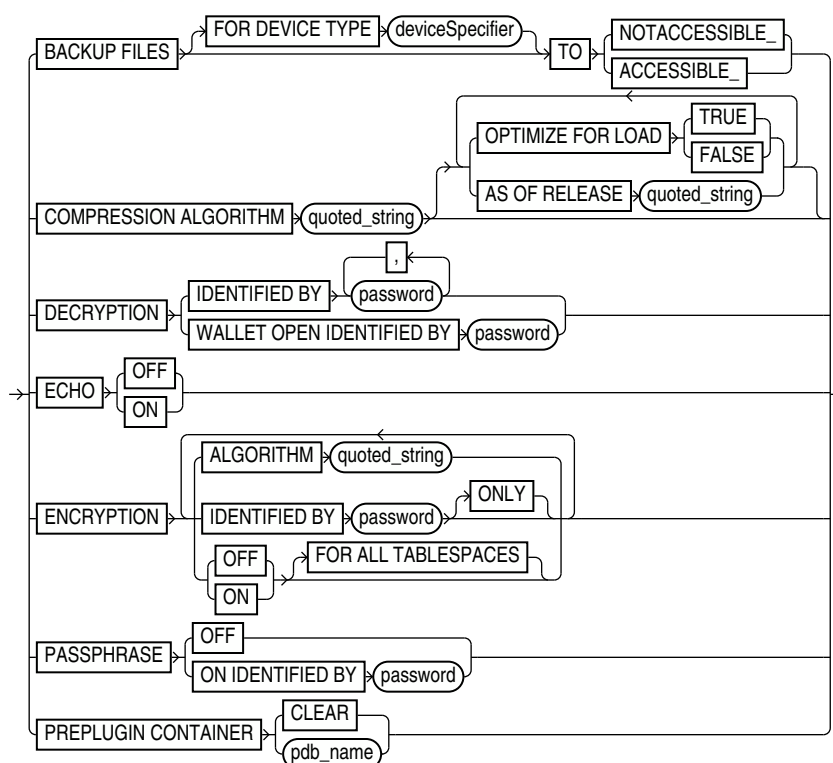 FOR DEVICE TYPE deviceSpecifier
NOTACCESSIBLE_
BACKUP FILES TO
ACCESSIBLE_
TRUE
OPTIMIZE FOR LOAD
FALSE
AS OF RELEASE quoted_string
COMPRESSION ALGORITHM quoted_string
,
IDENTIFIED BY password
DECRYPTION
WALLET OPEN IDENTIFIED BY password
OFF
ECHO
ON
ALGORITHM quoted_string
ONLY
ENCRYPTION IDENTIFIED BY password
OFF FOR ALL TABLESPACES
ON
OFF
PASSPHRASE
ON IDENTIFIED BY password
CLEAR
PREPLUGIN CONTAINER
pdb_name